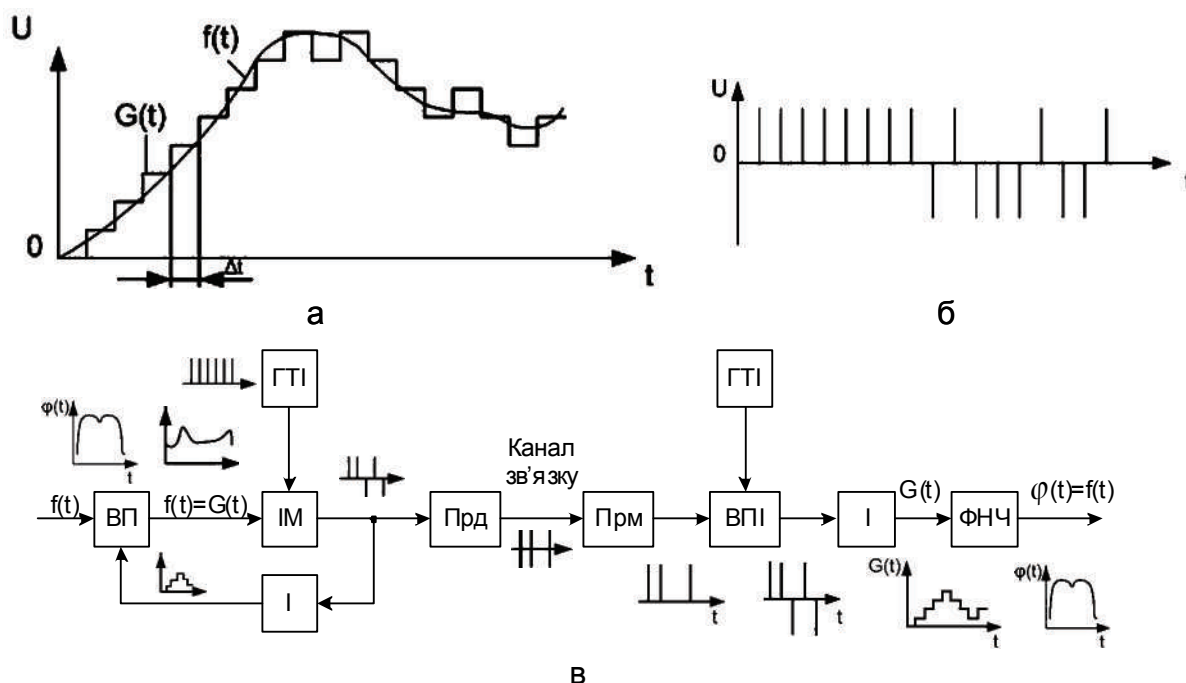 U
f(t)
G(t)
0
Δt
t
а
U
0
t
б
ГТІ
ГТІ
φ(t)
t
Канал
зв'язку
f(t)
ВП
f(t)=G(t)
ІМ
Прд
Прм
ВПІ
І
G(t)
ФНЧ
φ(t)=f(t)
І
t
t
G(t)
t
φ(t)
t
в